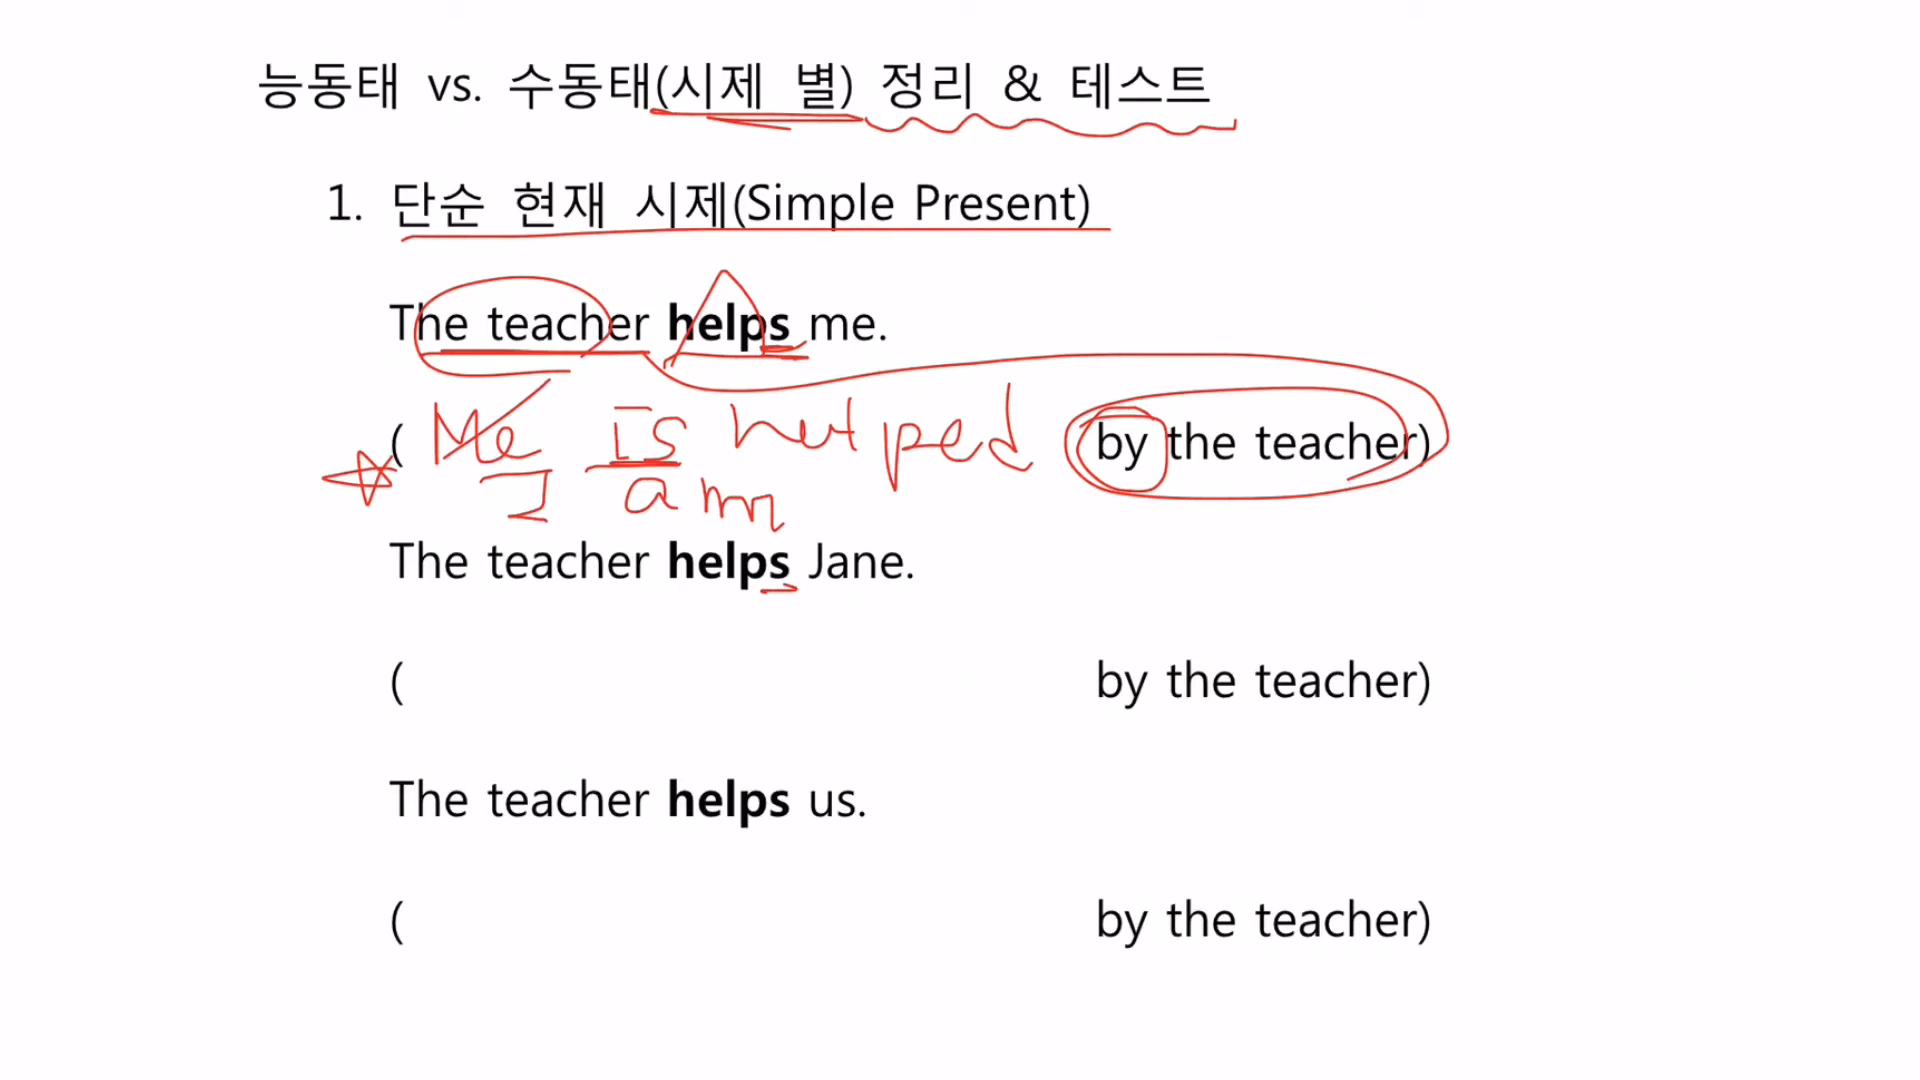 능동태 vs. 수동태(시제 별) 정리 & 테스트
1. 단순 현재 시제(Simple Present)
The teacher helps me.
( Me is helped by the teacher)
I am
The teacher helps Jane.
( by the teacher)
The teacher helps us.
( by the teacher)